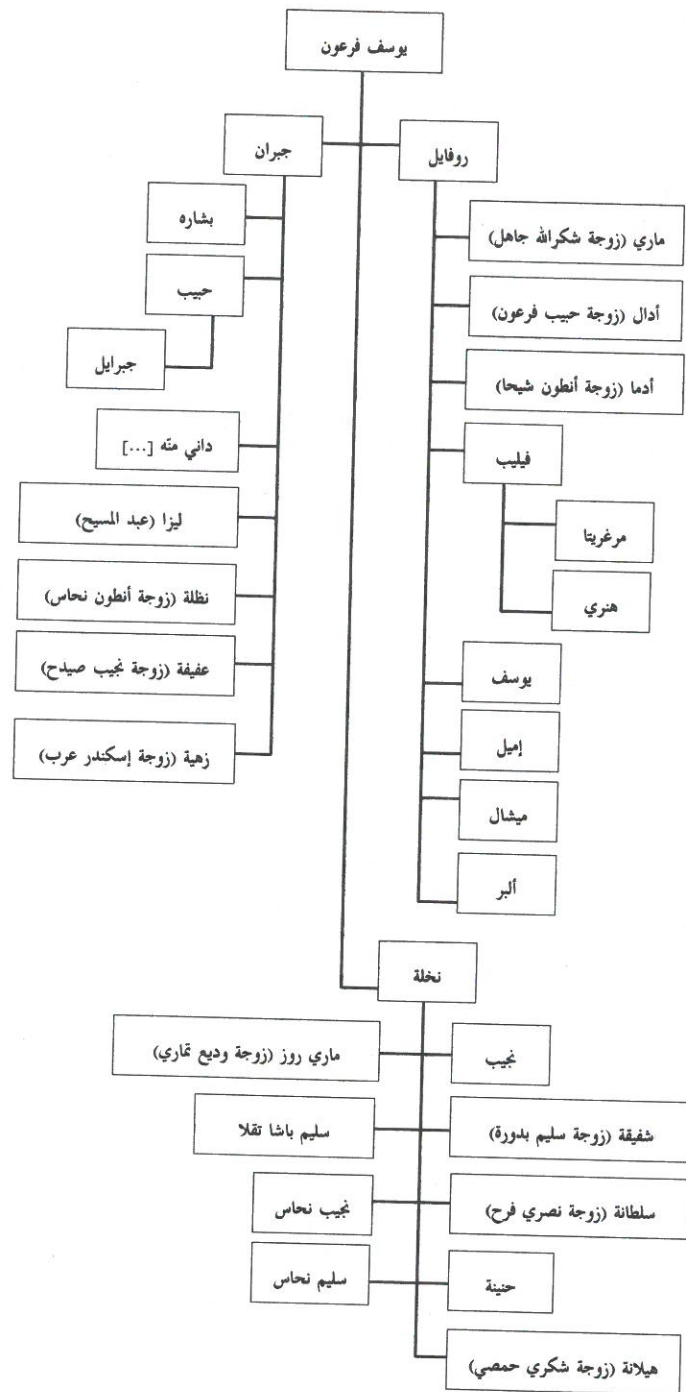 يوسف فرعون
روفايل
جبران
ماري (زوجة شكرالله جاهل)
أدال (زوجة حبيب فرعون)
أدما (زوجة أنطون شيحا)
فيليب
مرغريتا
هنري
يوسف
إميل
ميشال
ألبر
بشاره
حبيب
جبرايل
داني متّه [...]
ليزا (عبد المسيح)
نظلة (زوجة أنطون نحاس)
عفيفة (زوجة نجيب صيدح)
زهية (زوجة إسكندر عرب)
نخلة
نجيب
ماري روز (زوجة وديع تماري)
شفيقة (زوجة سليم بدورة)
سليم باشا تقلا
سلطانة (زوجة نصري فرح)
نجيب نحاس
حنينة
سليم نحاس
هيلانة (زوجة شكري حمصي)